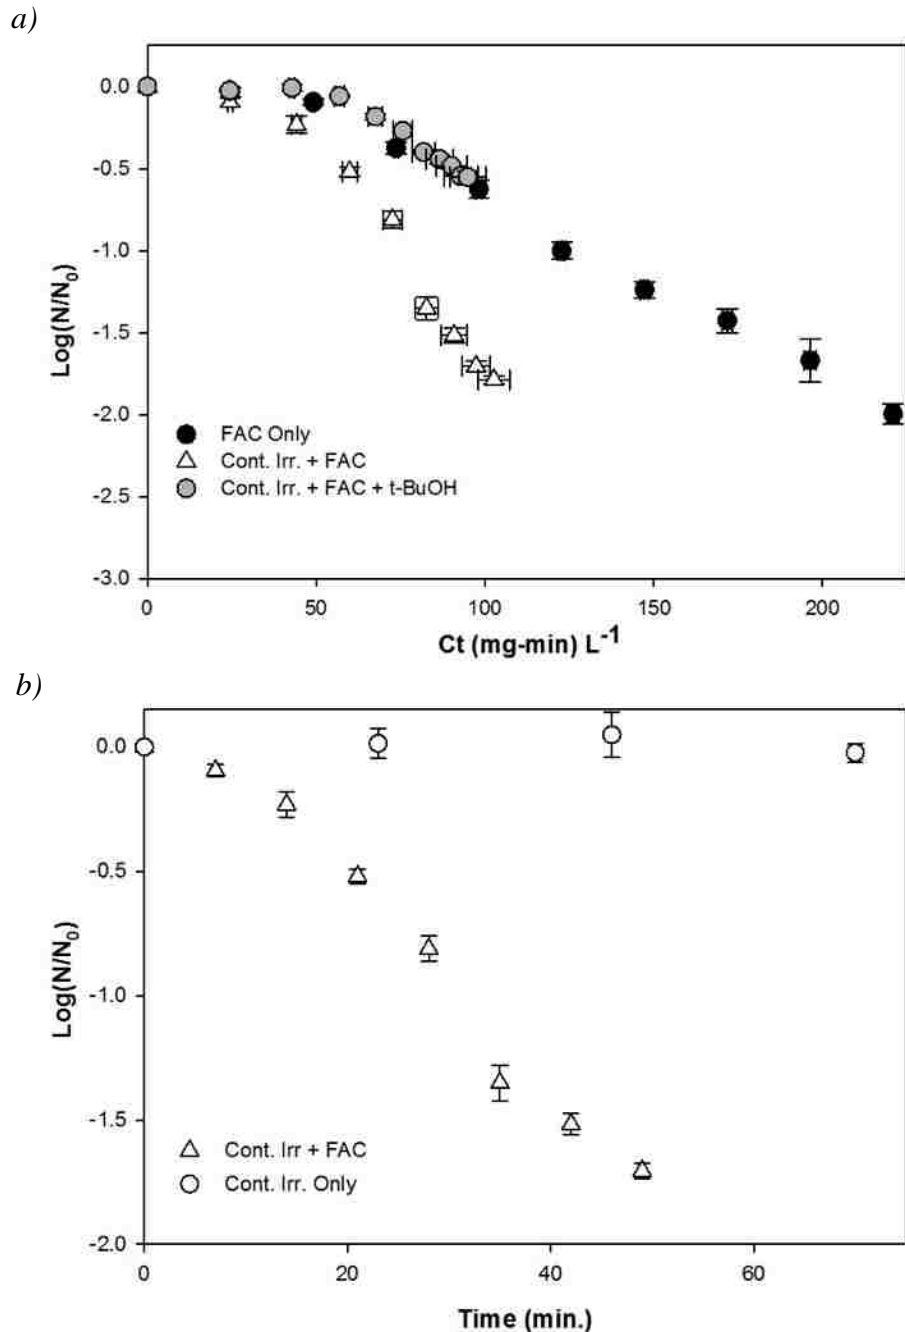 a)
0.0
-0.5
-1.0
-1.5
-2.0
-2.5
-3.0
Log(N/N0)
FAC Only
Cont. Irr. + FAC
Cont. Irr. + FAC + t-BuOH
0 50 100 150 200
Ct (mg-min) L-1
b)
0.0
-0.5
-1.0
-1.5
-2.0
Log(N/N0)
Cont. Irr + FAC
Cont. Irr. Only
0 20 40 60
Time (min.)